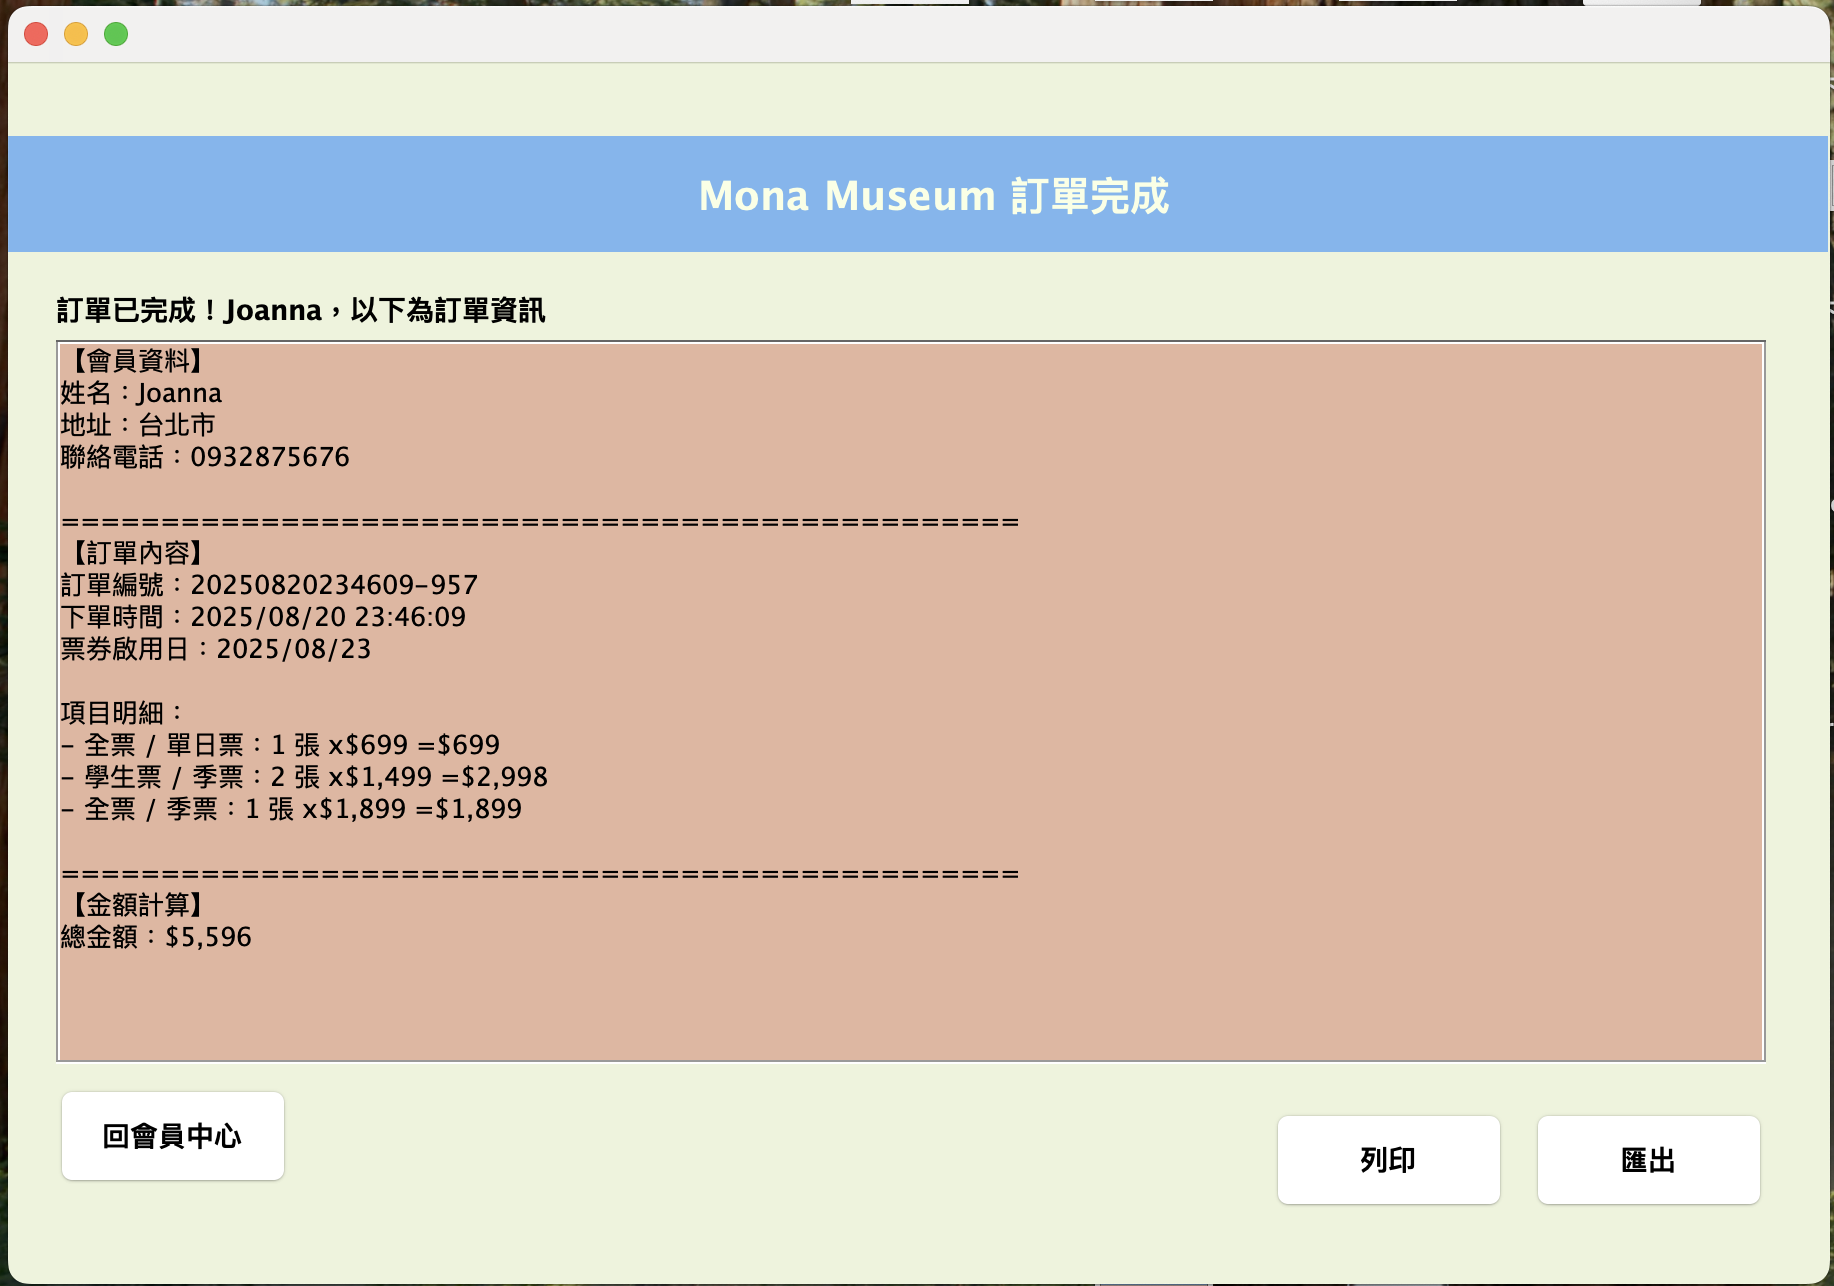 Mona Museum 訂單完成
訂單已完成！Joanna，以下為訂單資訊
【會員資料】
姓名：Joanna
地址：台北市
聯絡電話：0932875676
================================================
【訂單內容】
訂單編號：20250820234609-957
下單時間：2025/08/20 23:46:09
票券啟用日：2025/08/23
項目明細：
- 全票 / 單日票：1 張 x$699 =$699
- 學生票 / 季票：2 張 x$1,499 =$2,998
- 全票 / 季票：1 張 x$1,899 =$1,899
================================================
【金額計算】
總金額：$5,596
回會員中心
列印
匯出